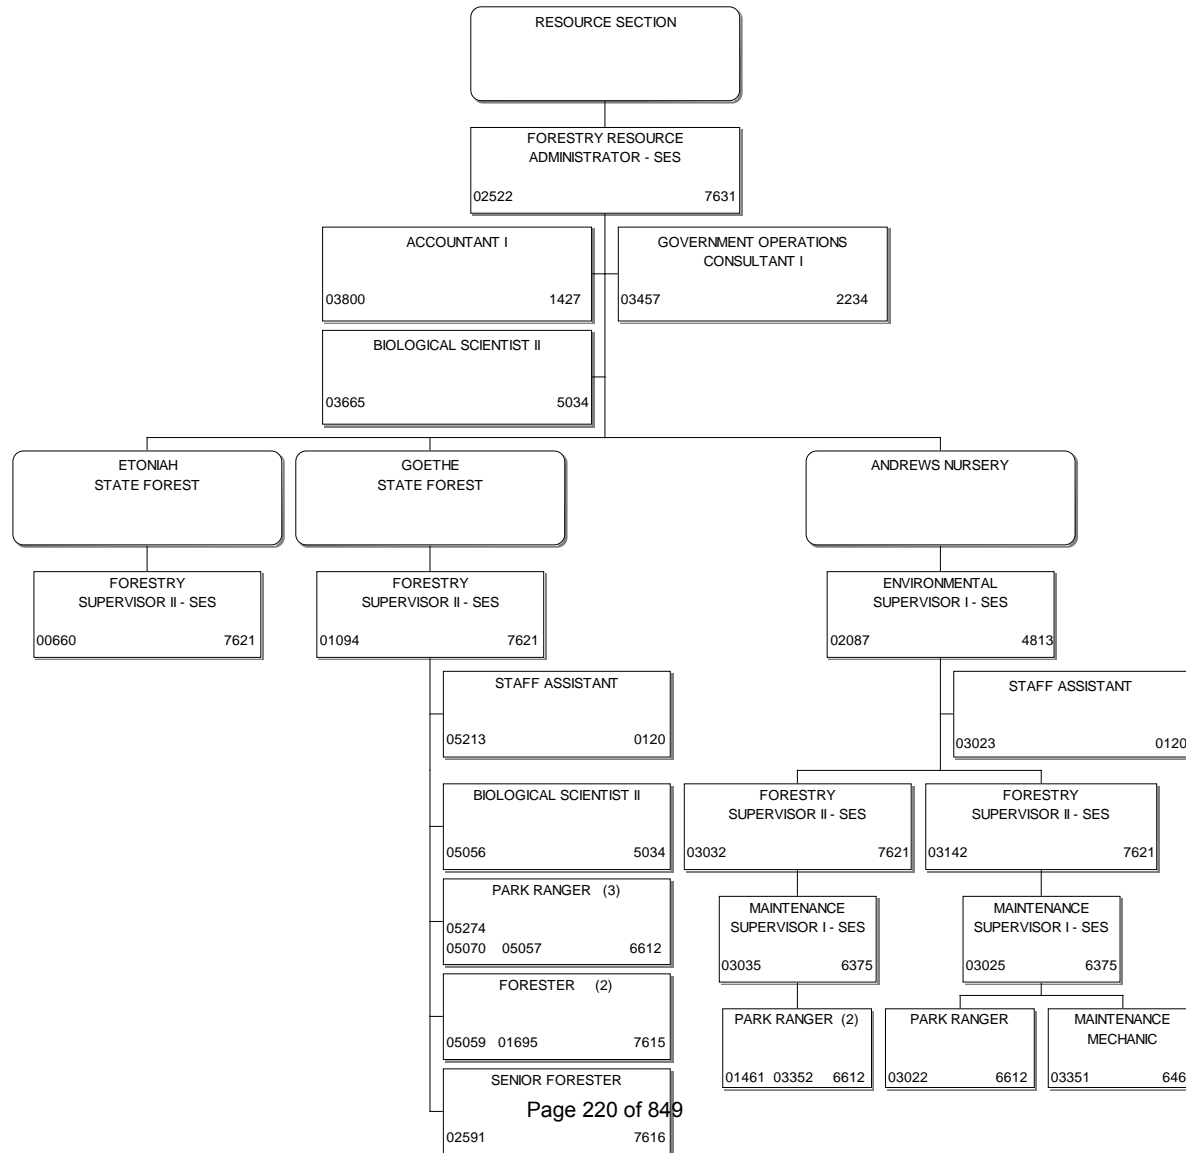 RESOURCE SECTION
FORESTRY RESOURCE
ADMINISTRATOR - SES
02522 7631
ACCOUNTANT I
03800 1427
GOVERNMENT OPERATIONS
CONSULTANT I
03457 2234
BIOLOGICAL SCIENTIST II
03665 5034
ETONIAH
STATE FOREST
GOETHE
STATE FOREST
ANDREWS NURSERY
FORESTRY
SUPERVISOR II - SES
00660 7621
FORESTRY
SUPERVISOR II - SES
01094 7621
ENVIRONMENTAL
SUPERVISOR I - SES
02087 4813
STAFF ASSISTANT
05213 0120
STAFF ASSISTANT
03023 0120
BIOLOGICAL SCIENTIST II
05056 5034
FORESTRY
SUPERVISOR II - SES
03032 7621
FORESTRY
SUPERVISOR II - SES
03142 7621
PARK RANGER (3)
05274
05070 05057 6612
MAINTENANCE
SUPERVISOR I - SES
03035 6375
MAINTENANCE
SUPERVISOR I - SES
03025 6375
FORESTER (2)
05059 01695 7615
PARK RANGER (2)
01461 03352 6612
PARK RANGER
03022 6612
MAINTENANCE
MECHANIC
03351 646
SENIOR FORESTER
02591 7616
Page 220 of 849